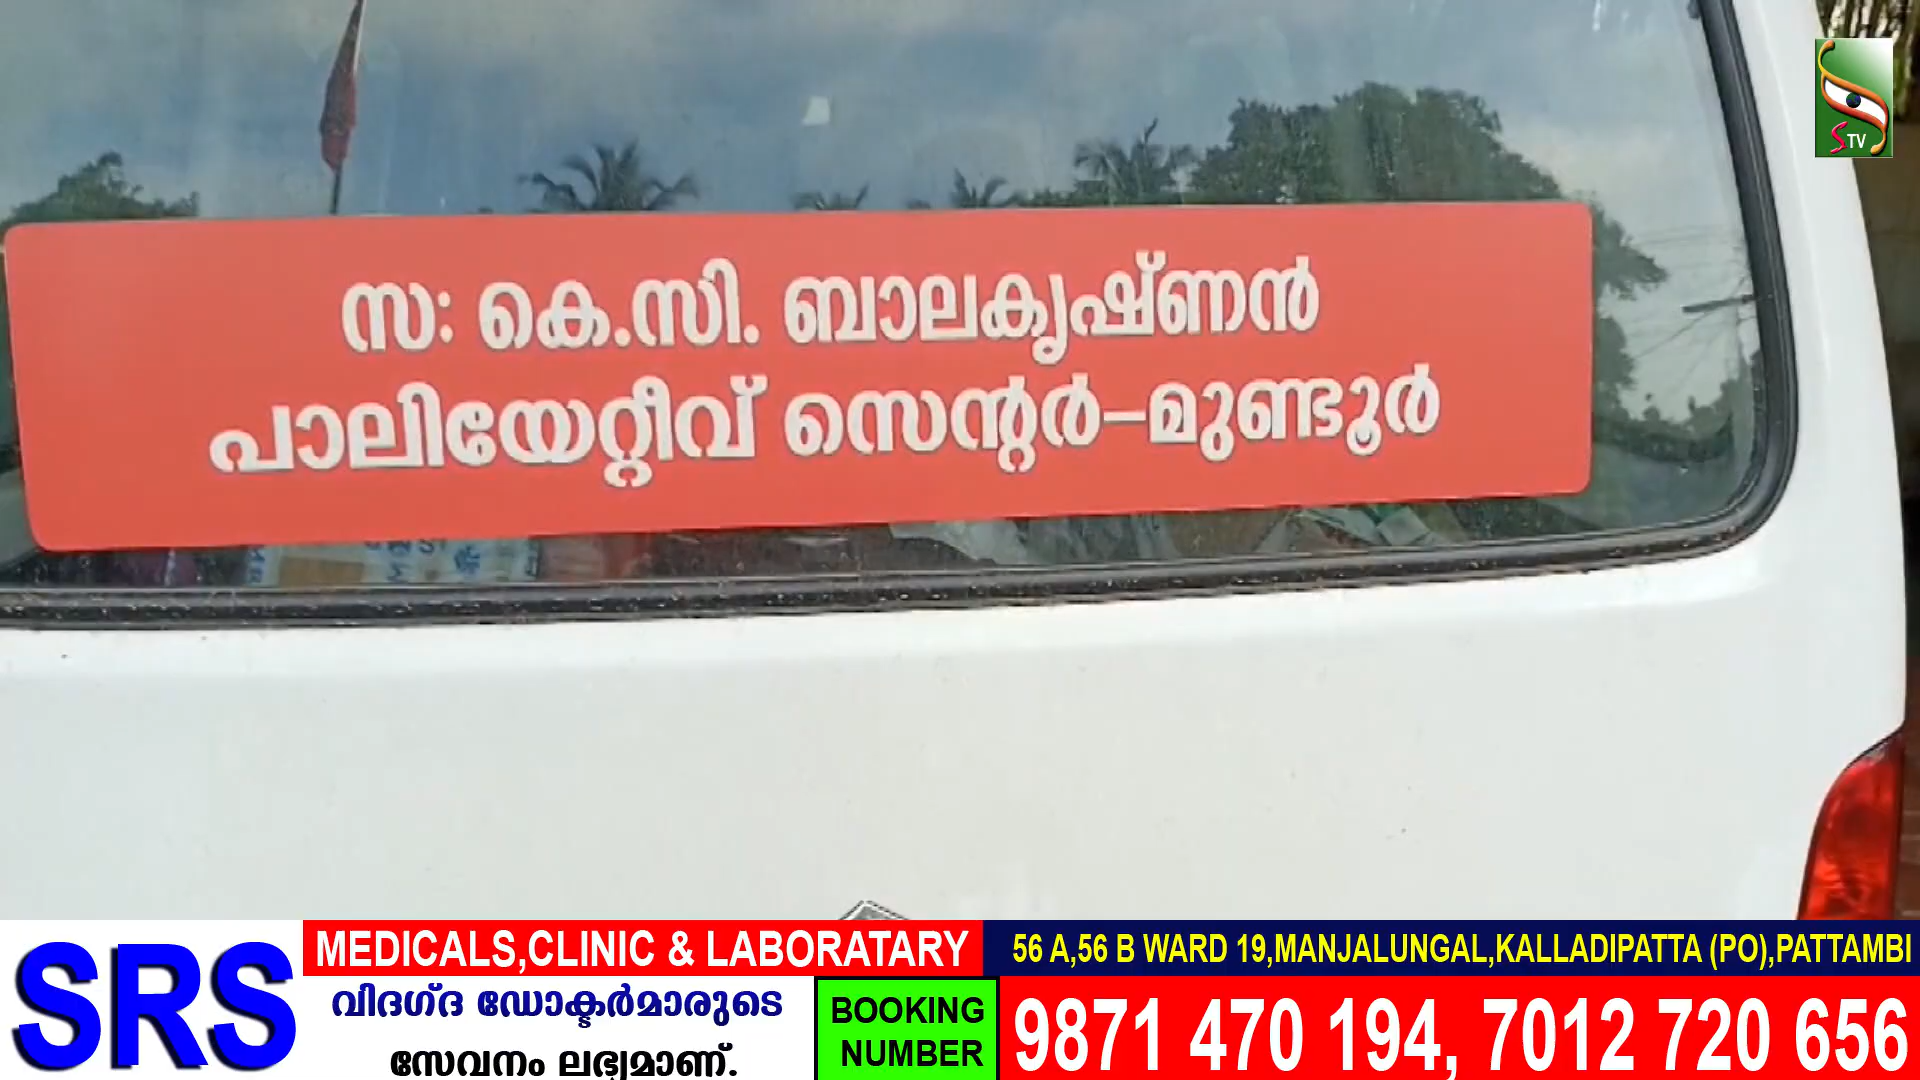 S TV
സ: കെ.സി. ബാലകൃഷ്ണൻ
പാലിയേറ്റീവ് സെന്റർ-മുണ്ടൂർ
SRS
MEDICALS,CLINIC & LABORATARY
56 A,56 B WARD 19,MANJALUNGAL,KALLADIPATTA (PO),PATTAMBI
വിദഗ്ദ ഡോക്ടർമാരുടെ
സേവനം ലഭ്യമാണ്.
BOOKING
NUMBER
9871 470 194, 7012 720 656